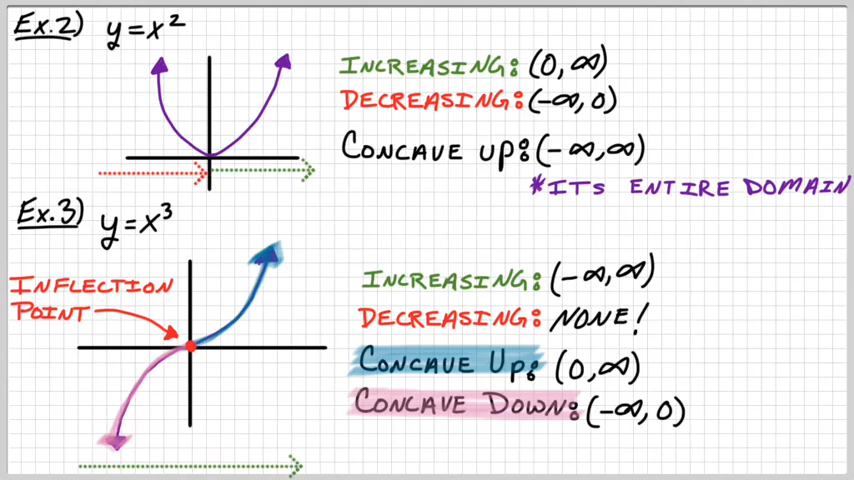 Ex.2) y=x²
INCREASING: (0, ∞)
DECREASING: (-∞, 0)
CONCAVE UP: (-∞, ∞)
*ITS ENTIRE DOMAIN
Ex.3) y=x³
INFLECTION
POINT
INCREASING: (-∞, ∞)
DECREASING: NONE!
CONCAVE UP: (0, ∞)
CONCAVE DOWN: (-∞, 0)